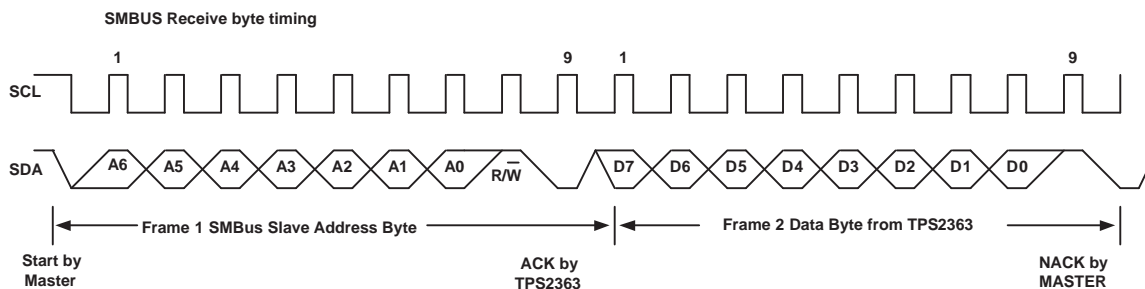 SMBUS Receive byte timing
1 9 1 9
SCL
SDA A6 A5 A4 A3 A2 A1 A0 R/W̅ D7 D6 D5 D4 D3 D2 D1 D0
Frame 1 SMBus Slave Address Byte Frame 2 Data Byte from TPS2363
Start by
Master
ACK by
TPS2363
NACK by
MASTER